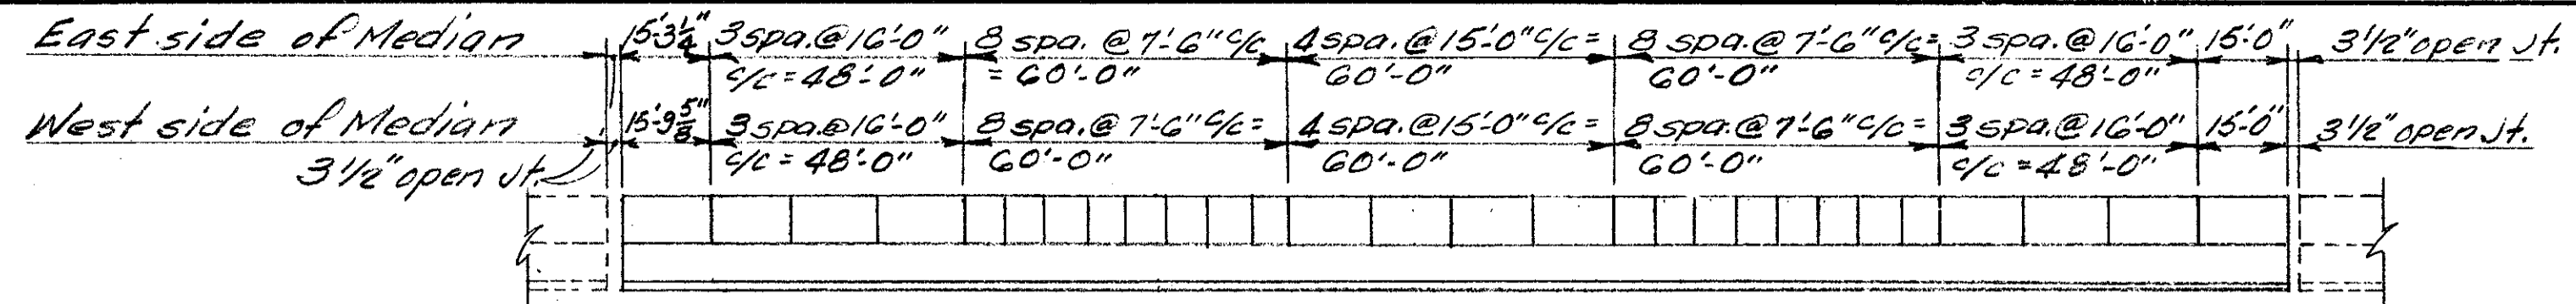 East side of Median 15'-3 1/4" 3 spa. @ 16'-0" 8 spa. @ 7'-6" c/c 4 spa. @ 15'-0" c/c = 8 spa. @ 7'-6" c/c = 3 spa. @ 16'-0" 15'-0" 3 1/2" open Jt.
c/c = 48'-0" = 60'-0" 60'-0" 60'-0" c/c = 48'-0"
West side of Median 15'-9 5/8" 3 spa. @ 16'-0" 8 spa. @ 7'-6" c/c = 4 spa. @ 15'-0" c/c = 8 spa. @ 7'-6" c/c = 3 spa. @ 16'-0" 15'-0" 3 1/2" open Jt.
3 1/2" open Jt. c/c = 48'-0" 60'-0" 60'-0" 60'-0" c/c = 48'-0"